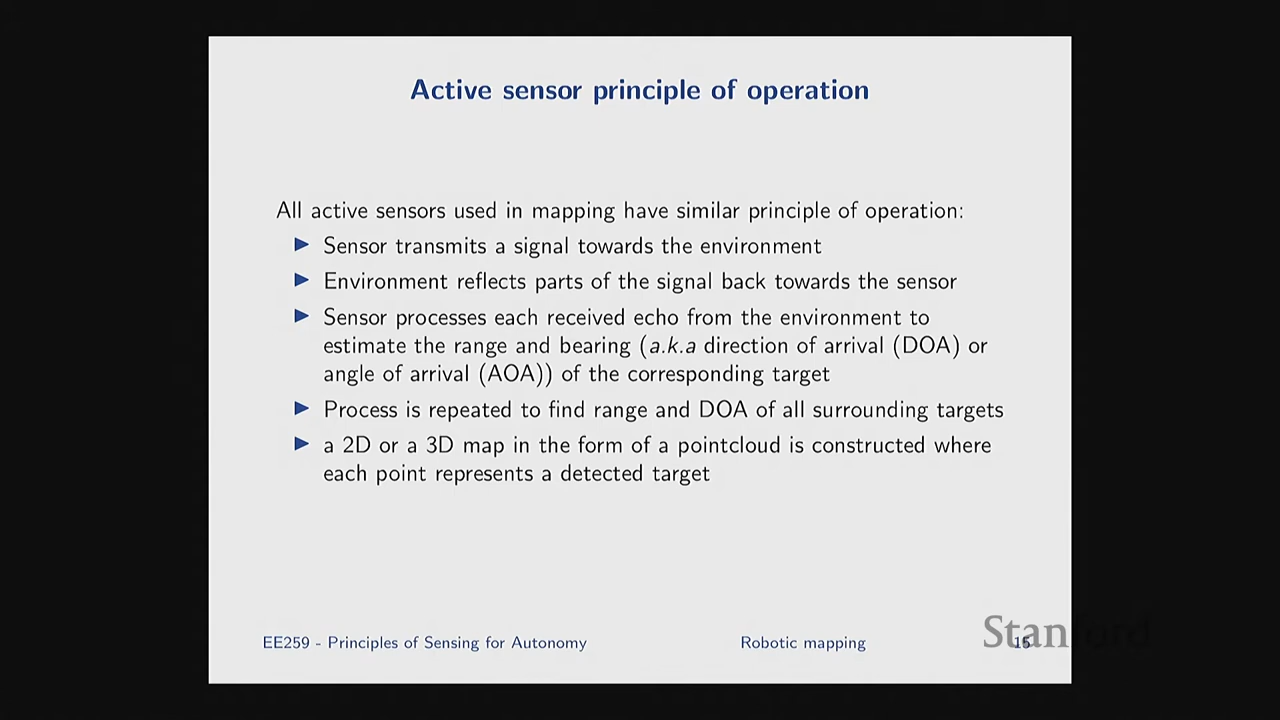 Active sensor principle of operation
All active sensors used in mapping have similar principle of operation:
Sensor transmits a signal towards the environment
Environment reflects parts of the signal back towards the sensor
Sensor processes each received echo from the environment to
estimate the range and bearing (a.k.a direction of arrival (DOA) or
angle of arrival (AOA)) of the corresponding target
Process is repeated to find range and DOA of all surrounding targets
a 2D or a 3D map in the form of a pointcloud is constructed where
each point represents a detected target
EE259 - Principles of Sensing for Autonomy
Robotic mapping
15
Stanford